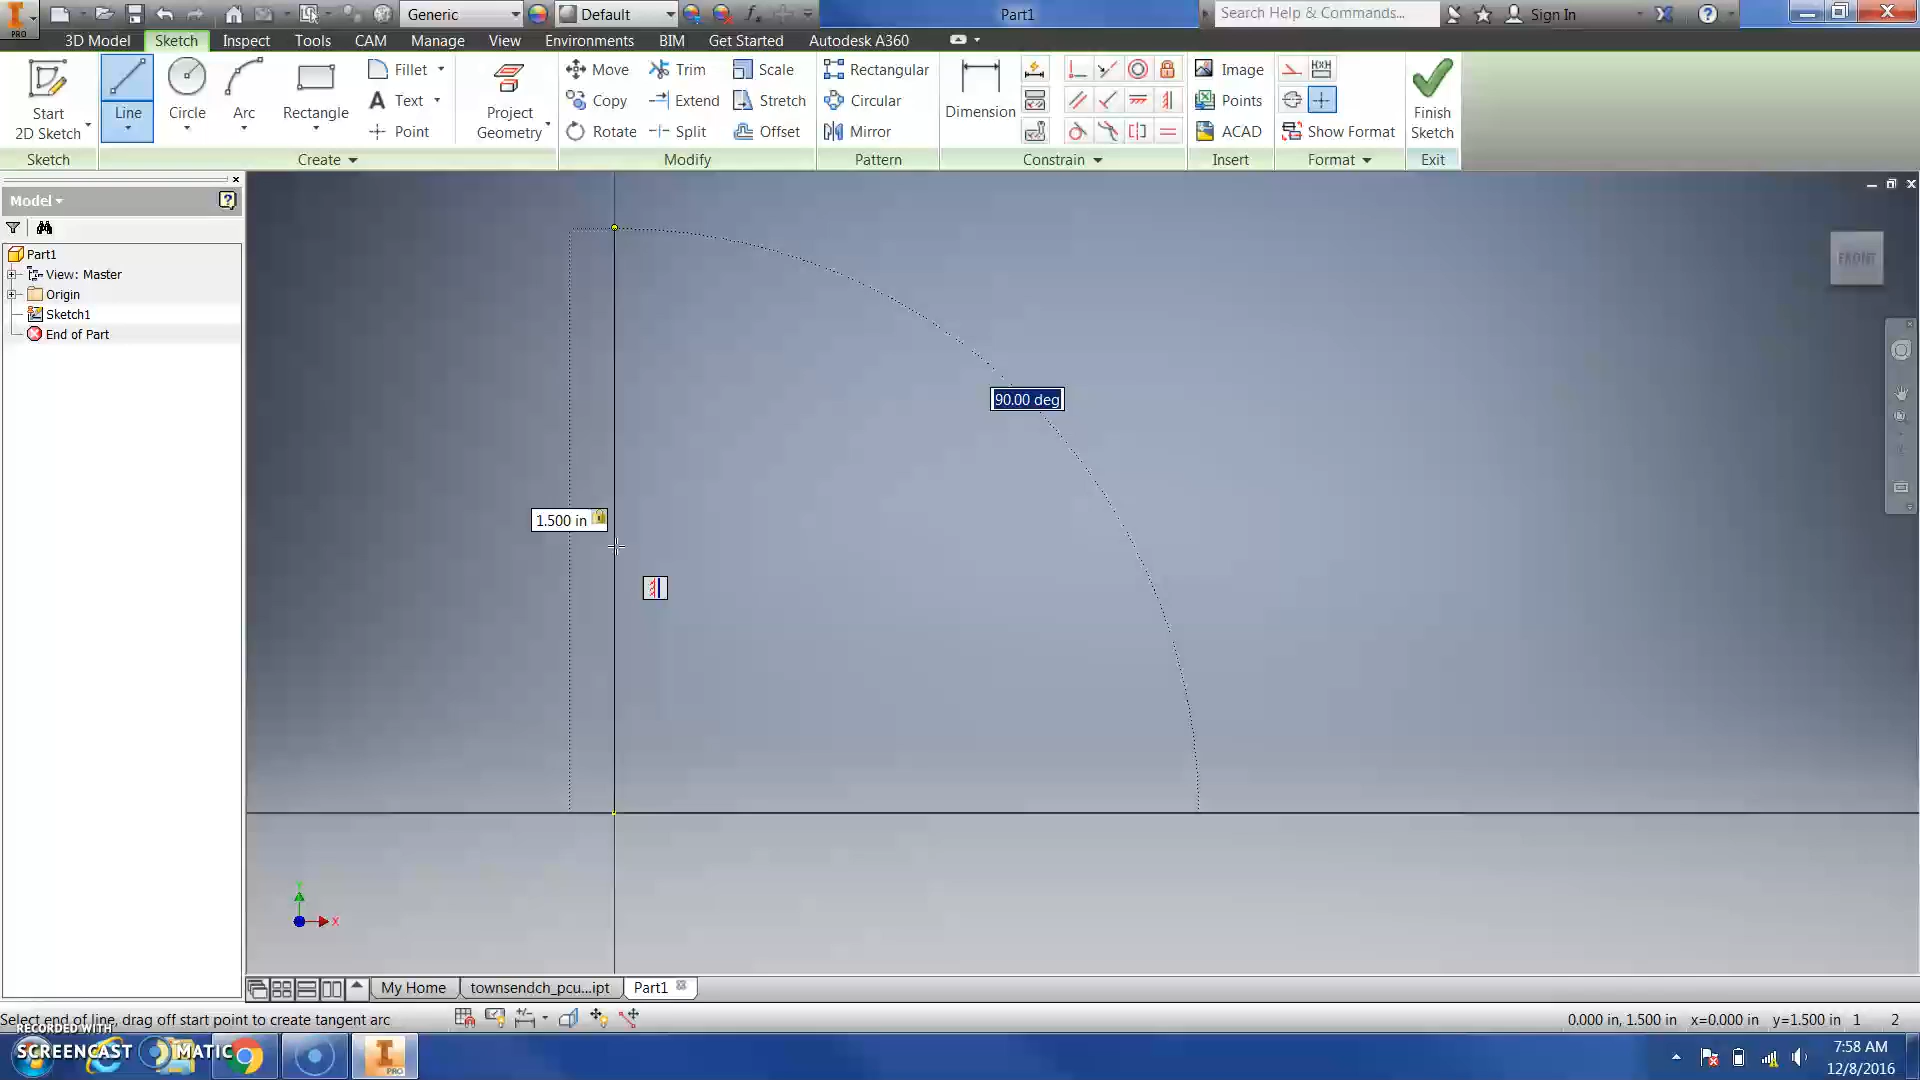 Generic
Default
Part1
Search Help & Commands...
Sign In
PRO
3D Model
Sketch
Inspect
Tools
CAM
Manage
View
Environments
BIM
Get Started
Autodesk A360
Start
2D Sketch
Line
Circle
Arc
Rectangle
Fillet
Text
Point
Project
Geometry
Move
Copy
Rotate
Trim
Extend
Split
Scale
Stretch
Offset
Rectangular
Circular
Mirror
Dimension
Image
Points
ACAD
Show Format
Finish
Sketch
Sketch
Create
Modify
Pattern
Constrain
Insert
Format
Exit
Model
Part1
View: Master
Origin
Sketch1
End of Part
FRONT
90.00 deg
1.500 in
Y
X
My Home
townsendch_pcu...ipt
Part1
Select end of line, drag off start point to create tangent arc
0.000 in, 1.500 in x=0.000 in y=1.500 in 1 2
RECORDED WITH
SCREENCAST MATIC
PRO
7:58 AM
12/8/2016